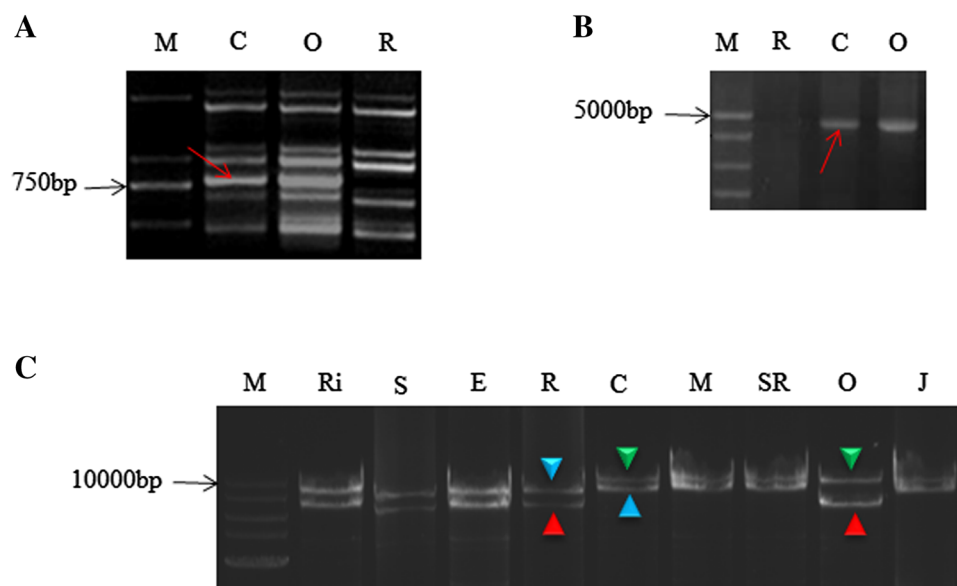 A
M C O R
750bp
B
M R C O
5000bp
C
M Ri S E R C M SR O J
10000bp